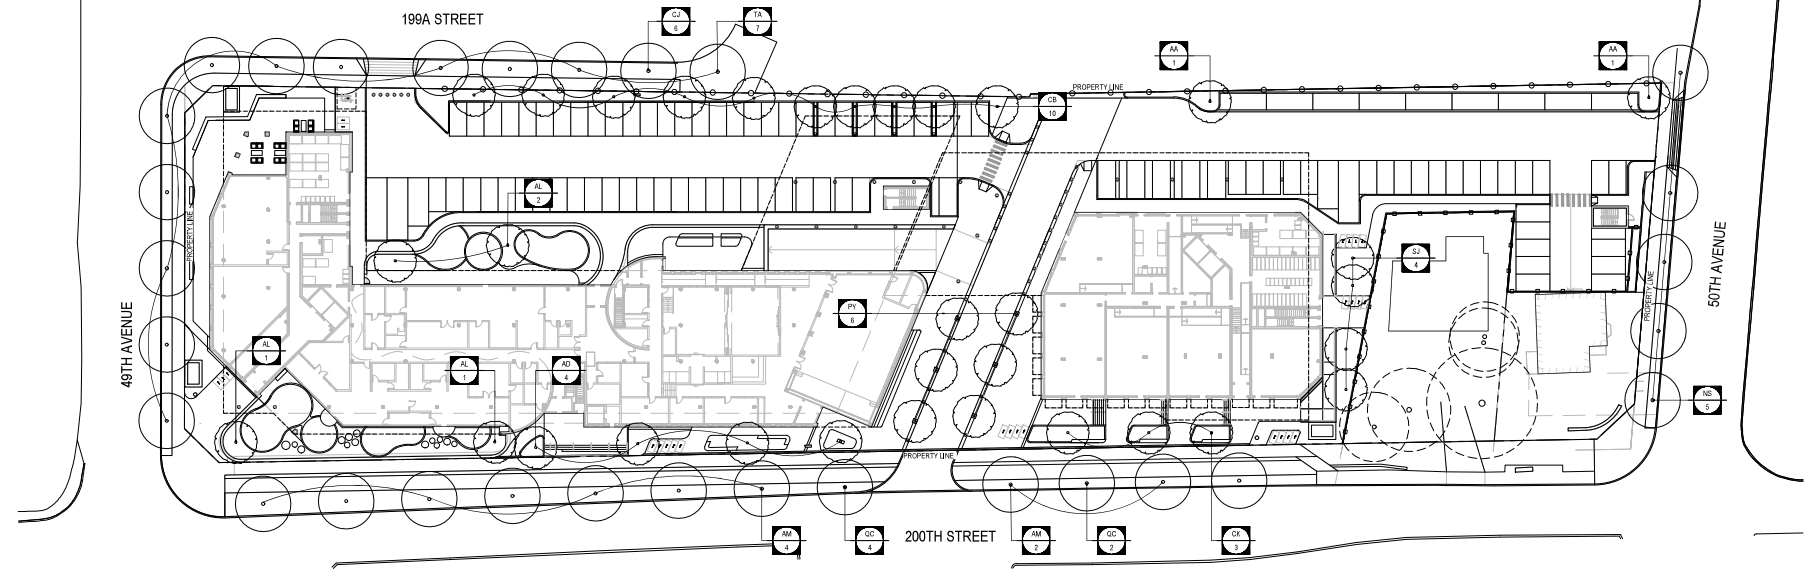 199A STREET
CJ
6
TA
7
AA
1
AA
1
CB
10
PROPERTY LINE
AL
2
PROPERTY LINE
SJ
4
50TH AVENUE
PROPERTY LINE
PY
6
49TH AVENUE
AL
1
AL
1
AD
4
NS
5
PROPERTY LINE
AM
4
QC
4
200TH STREET
AM
2
QC
2
CK
3